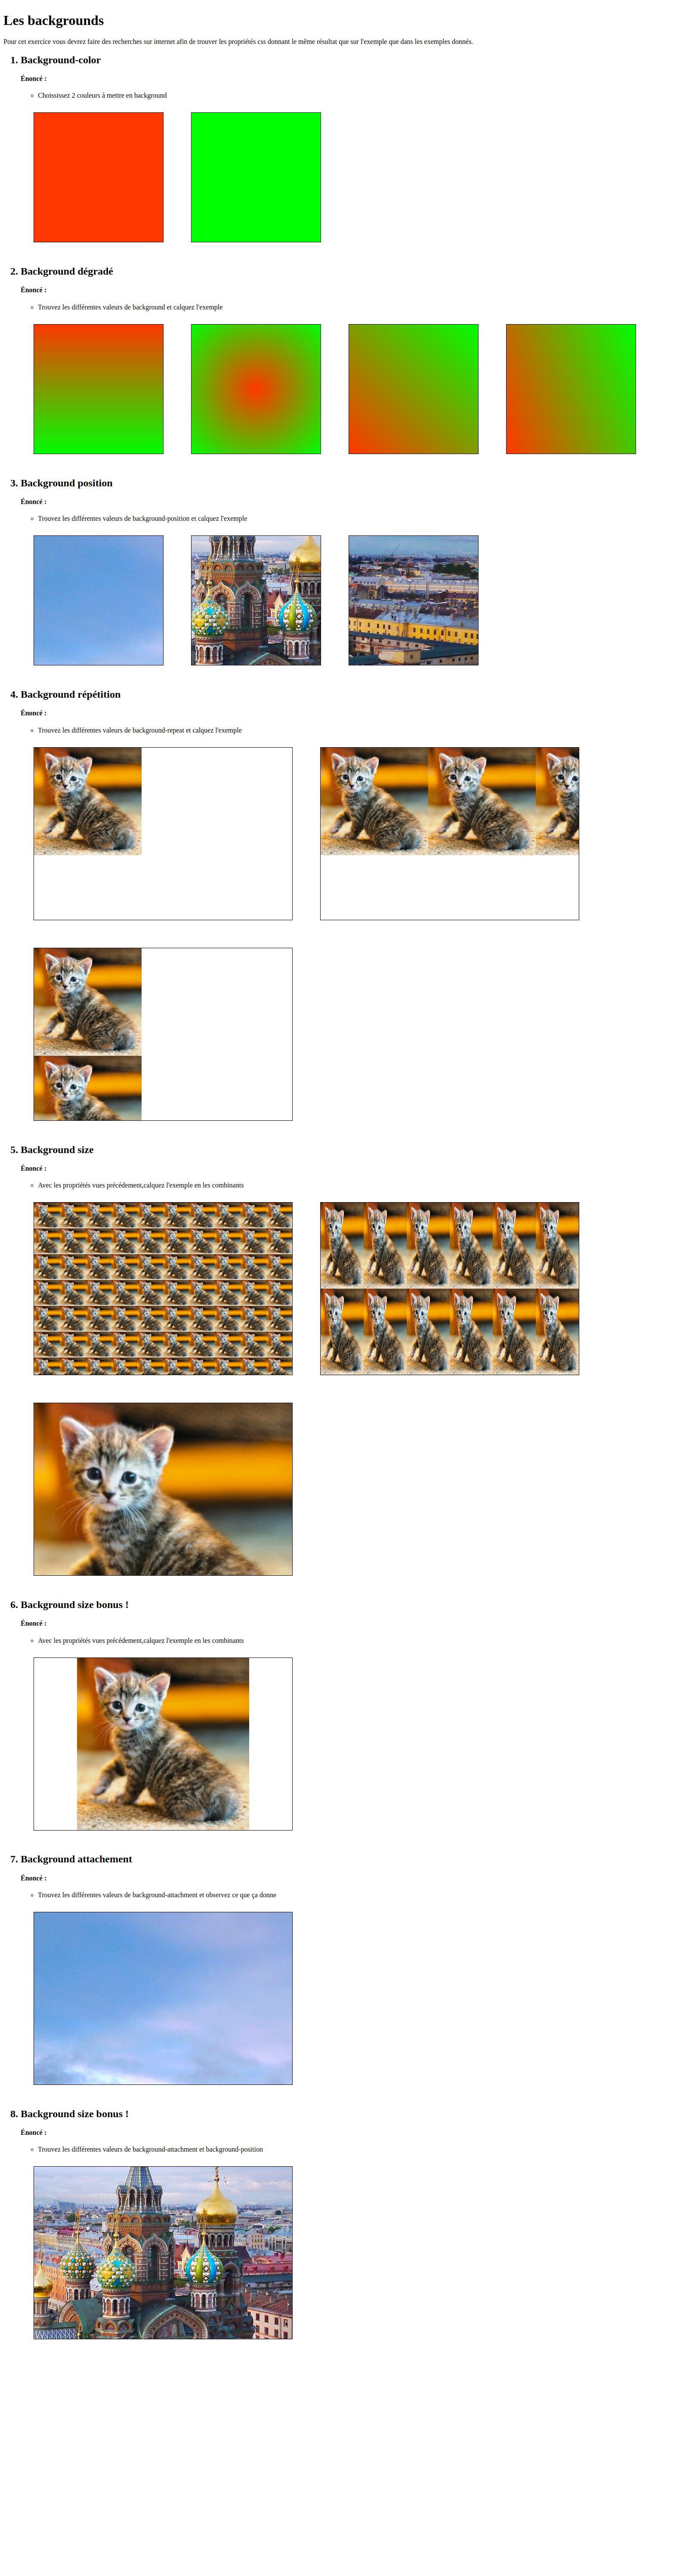 Les backgrounds
Pour cet exercice vous devrez faire des recherches sur internet afin de trouver les propriétés css donnant le même résultat que sur l'exemple que dans les exemples donnés.
1. Background-color
Énoncé :
Choississez 2 couleurs à mettre en background
2. Background dégradé
Énoncé :
Trouvez les différentes valeurs de background et calquez l'exemple
3. Background position
Énoncé :
Trouvez les différentes valeurs de background-position et calquez l'exemple
4. Background répétition
Énoncé :
Trouvez les différentes valeurs de background-repeat et calquez l'exemple
5. Background size
Énoncé :
Avec les propriétés vues précédement,calquez l'exemple en les combinants
6. Background size bonus !
Énoncé :
Avec les propriétés vues précédement,calquez l'exemple en les combinants
7. Background attachement
Énoncé :
Trouvez les différentes valeurs de background-attachment et observez ce que ça donne
8. Background size bonus !
Énoncé :
Trouvez les différentes valeurs de background-attachment et background-position